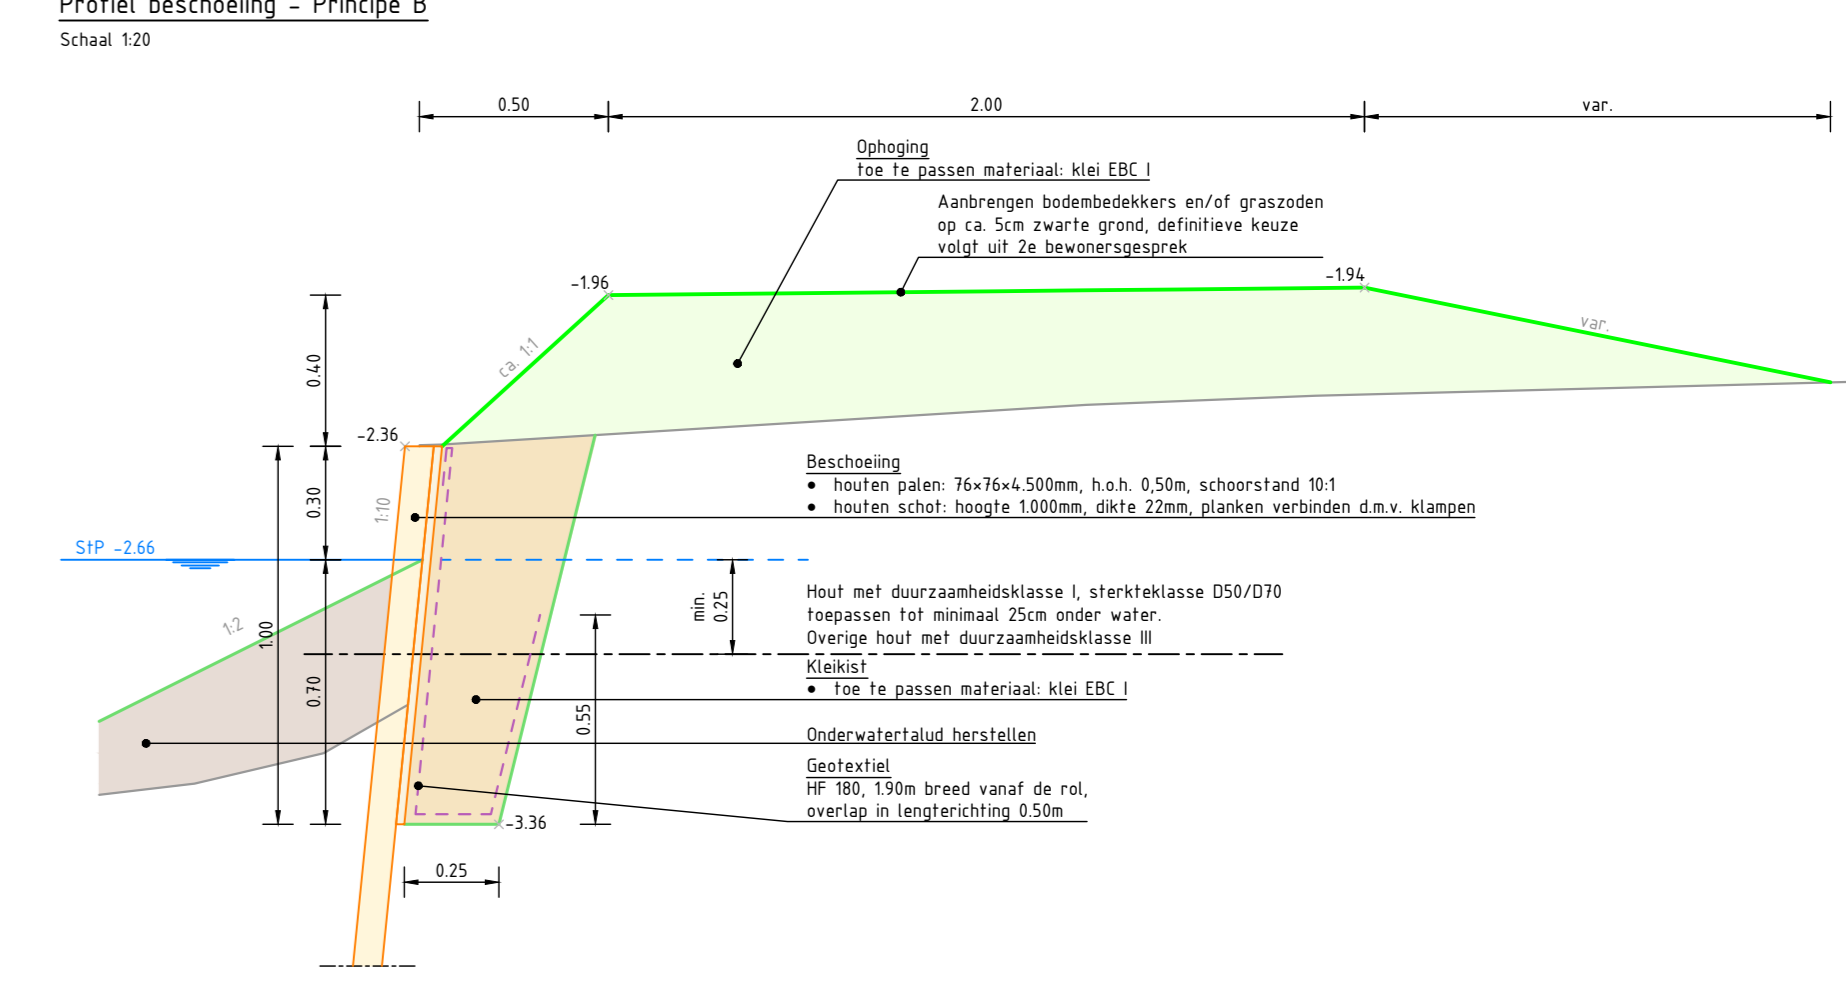 Profiel beschoeiing - Principe B
Schaal 1:20
0.50
2.00
var.
Ophoging
toe te passen materiaal: klei EBC I
Aanbrengen bodembedekkers en/of graszoden
op ca. 5cm zwarte grond, definitieve keuze
volgt uit 2e bewonersgesprek
-1.96
-1.94
var.
ca. 1:1
0.40
-2.36
Beschoeiing
• houten palen: 76×76×4.500mm, h.o.h. 0,50m, schoorstand 10:1
• houten schot: hoogte 1.000mm, dikte 22mm, planken verbinden d.m.v. klampen
0.30
1:10
StP -2.66
min.
0.25
Hout met duurzaamheidsklasse I, sterkteklasse D50/D70
toepassen tot minimaal 25cm onder water.
Overige hout met duurzaamheidsklasse III
1:2
1.00
Kleikist
• toe te passen materiaal: klei EBC I
0.70
0.55
Onderwatertalud herstellen
Geotextiel
HF 180, 1.90m breed vanaf de rol,
overlap in lengterichting 0.50m
-3.36
0.25